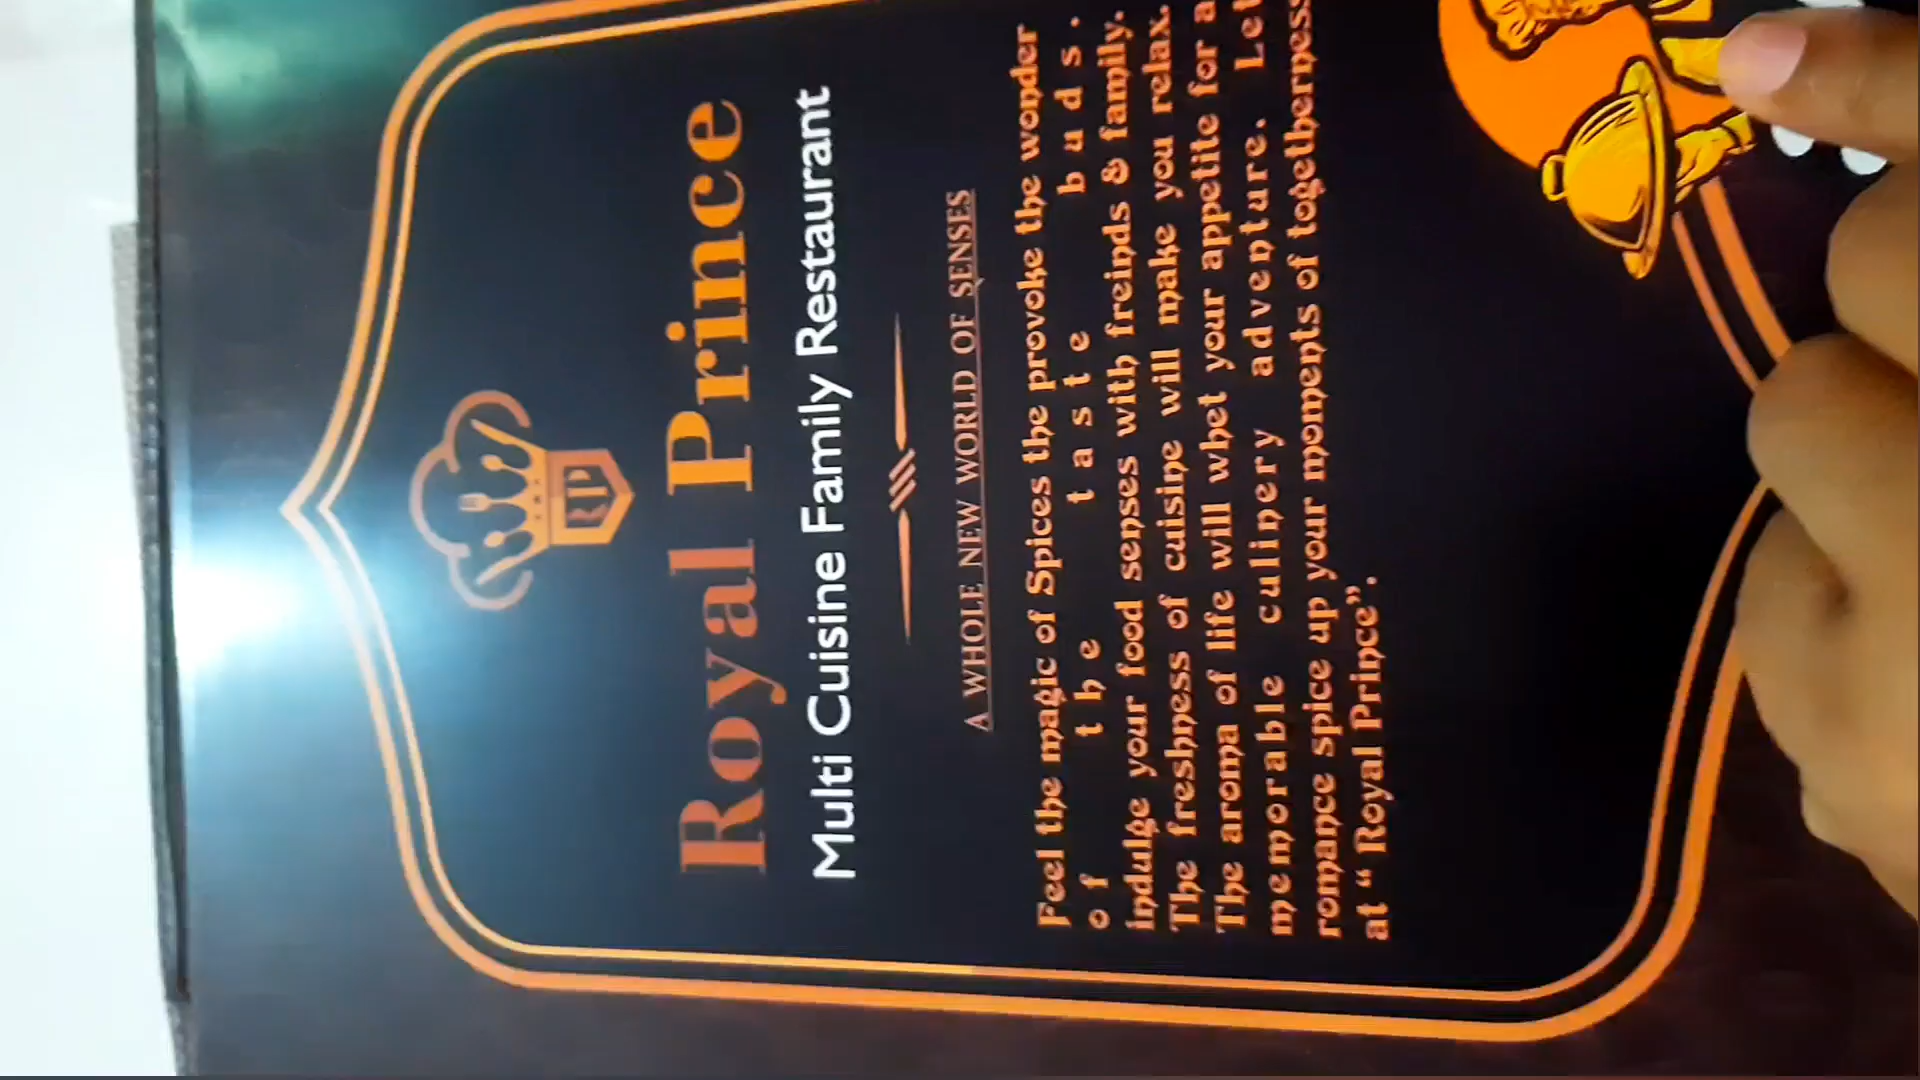 RP
Royal Prince
Multi Cuisine Family Restaurant
A WHOLE NEW WORLD OF SENSES
Feel the magic of Spices the provoke the wonder
of the taste buds.
indulge your food senses with freinds & family.
The freshness of cuisine will make you relax.
The aroma of life will whet your appetite for a
memorable culinery adventure. Let
romance spice up your moments of togetherness
at “ Royal Prince”.